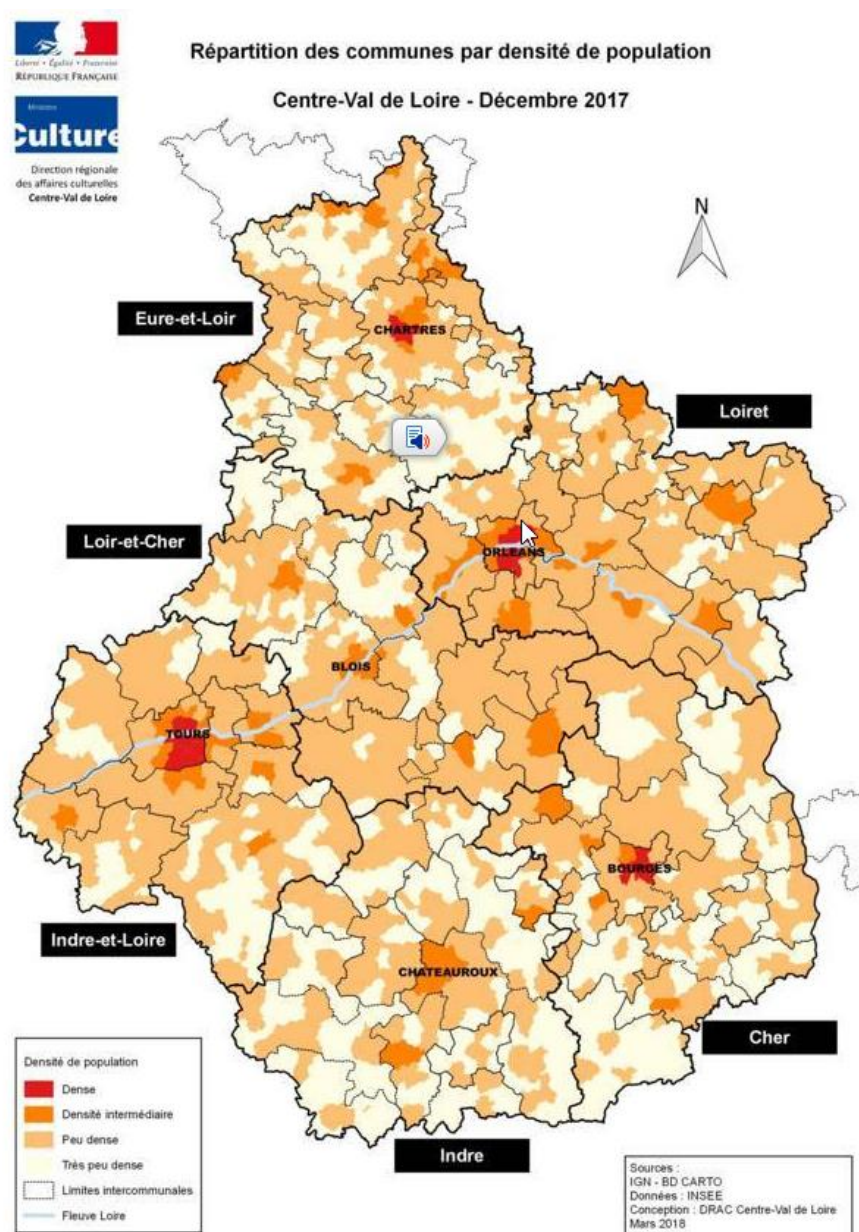 Liberté • Égalité • Fraternité
RÉPUBLIQUE FRANÇAISE
Ministère
Culture
Direction régionale
des affaires culturelles
Centre-Val de Loire
Répartition des communes par densité de population
Centre-Val de Loire - Décembre 2017
N
Eure-et-Loir
CHARTRES
Loiret
Loir-et-Cher
ORLEANS
BLOIS
TOURS
BOURGES
Indre-et-Loire
CHATEAUROUX
Cher
Indre
Densité de population
Dense
Densité intermédiaire
Peu dense
Très peu dense
Limites intercommunales
Fleuve Loire
Sources :
IGN - BD CARTO
Données : INSEE
Conception : DRAC Centre-Val de Loire
Mars 2018